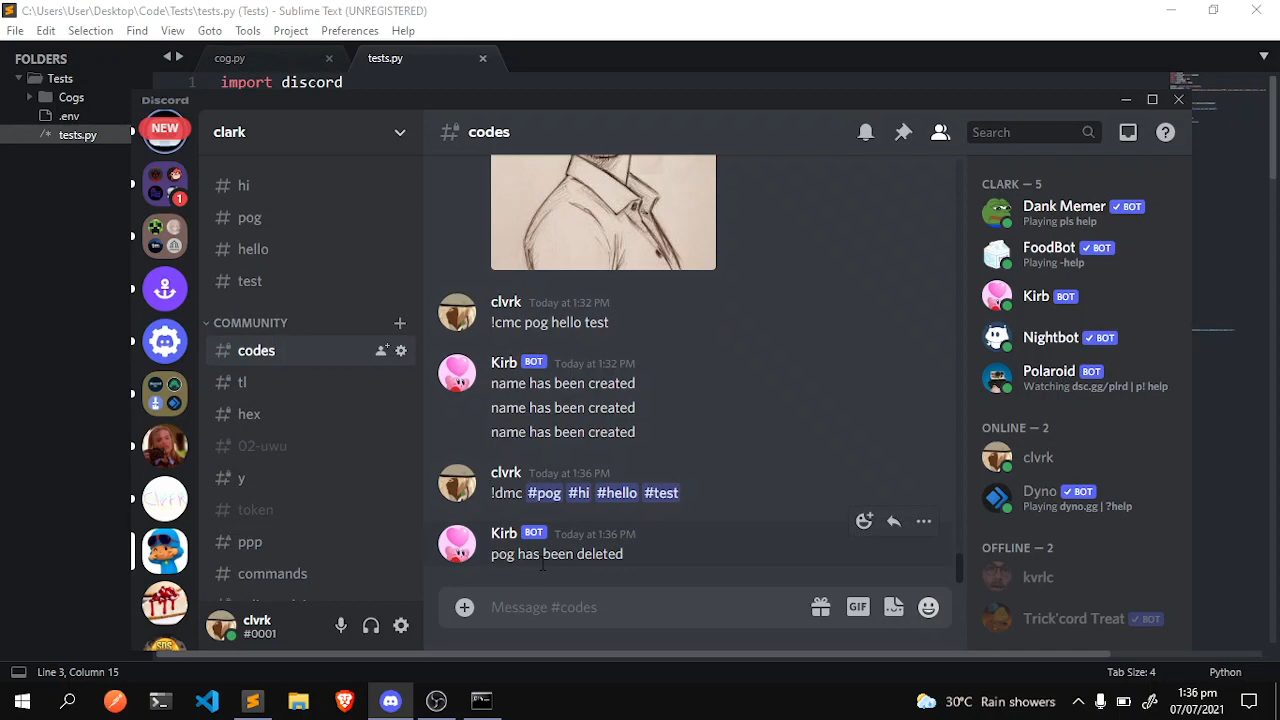 C:\Users\User\Desktop\Code\Tests\tests.py (Tests) - Sublime Text (UNREGISTERED)
File Edit Selection Find View Goto Tools Project Preferences Help
FOLDERS
Tests
Cogs
.env
/* tests.py
cog.py
tests.py
1 import discord
Discord
NEW
1
clark
hi
pog
hello
test
COMMUNITY
codes
tl
hex
02-uwu
y
token
ppp
commands
clvrk
#0001
codes
Search
clvrk Today at 1:32 PM
!cmc pog hello test
Kirb BOT Today at 1:32 PM
name has been created
name has been created
name has been created
clvrk Today at 1:36 PM
!dmc #pog #hi #hello #test
Kirb BOT Today at 1:36 PM
pog has been deleted
Message #codes
GIF
CLARK — 5
Dank Memer BOT
Playing pls help
FoodBot BOT
Playing -help
Kirb BOT
Nightbot BOT
Polaroid BOT
Watching dsc.gg/plrd | p! help
ONLINE — 2
clvrk
Dyno BOT
Playing dyno.gg | ?help
OFFLINE — 2
kvrlc
Trick'cord Treat BOT
Line 3, Column 15
Tab Size: 4
Python
30°C Rain showers
1:36 pm
07/07/2021